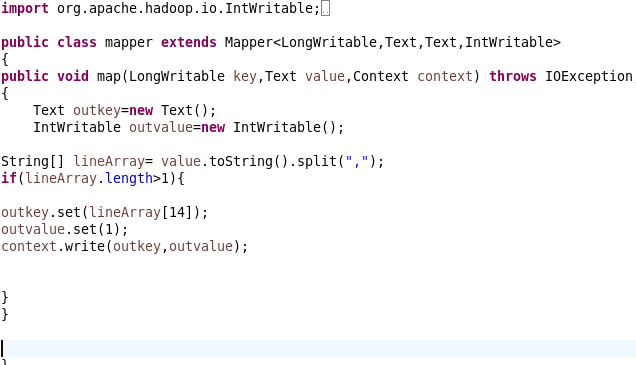 import org.apache.hadoop.io.IntWritable;
public class mapper extends Mapper<LongWritable,Text,Text,IntWritable>
{
public void map(LongWritable key,Text value,Context context) throws IOException
{
Text outkey=new Text();
IntWritable outvalue=new IntWritable();
String[] lineArray= value.toString().split(",");
if(lineArray.length>1){
outkey.set(lineArray[14]);
outvalue.set(1);
context.write(outkey,outvalue);
}
}
}